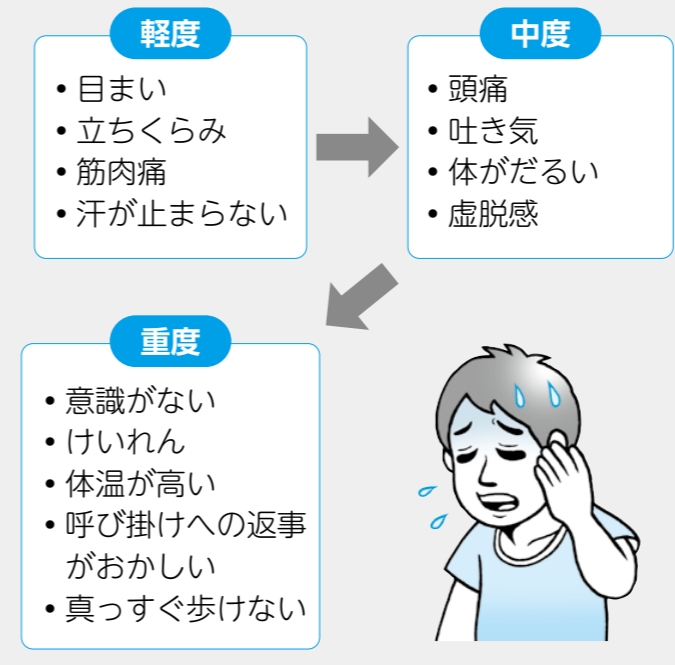 軽度
• 目まい
• 立ちくらみ
• 筋肉痛
• 汗が止まらない
中度
• 頭痛
• 吐き気
• 体がだるい
• 虚脱感
重度
• 意識がない
• けいれん
• 体温が高い
• 呼び掛けへの返事
がおかしい
• 真っすぐ歩けない